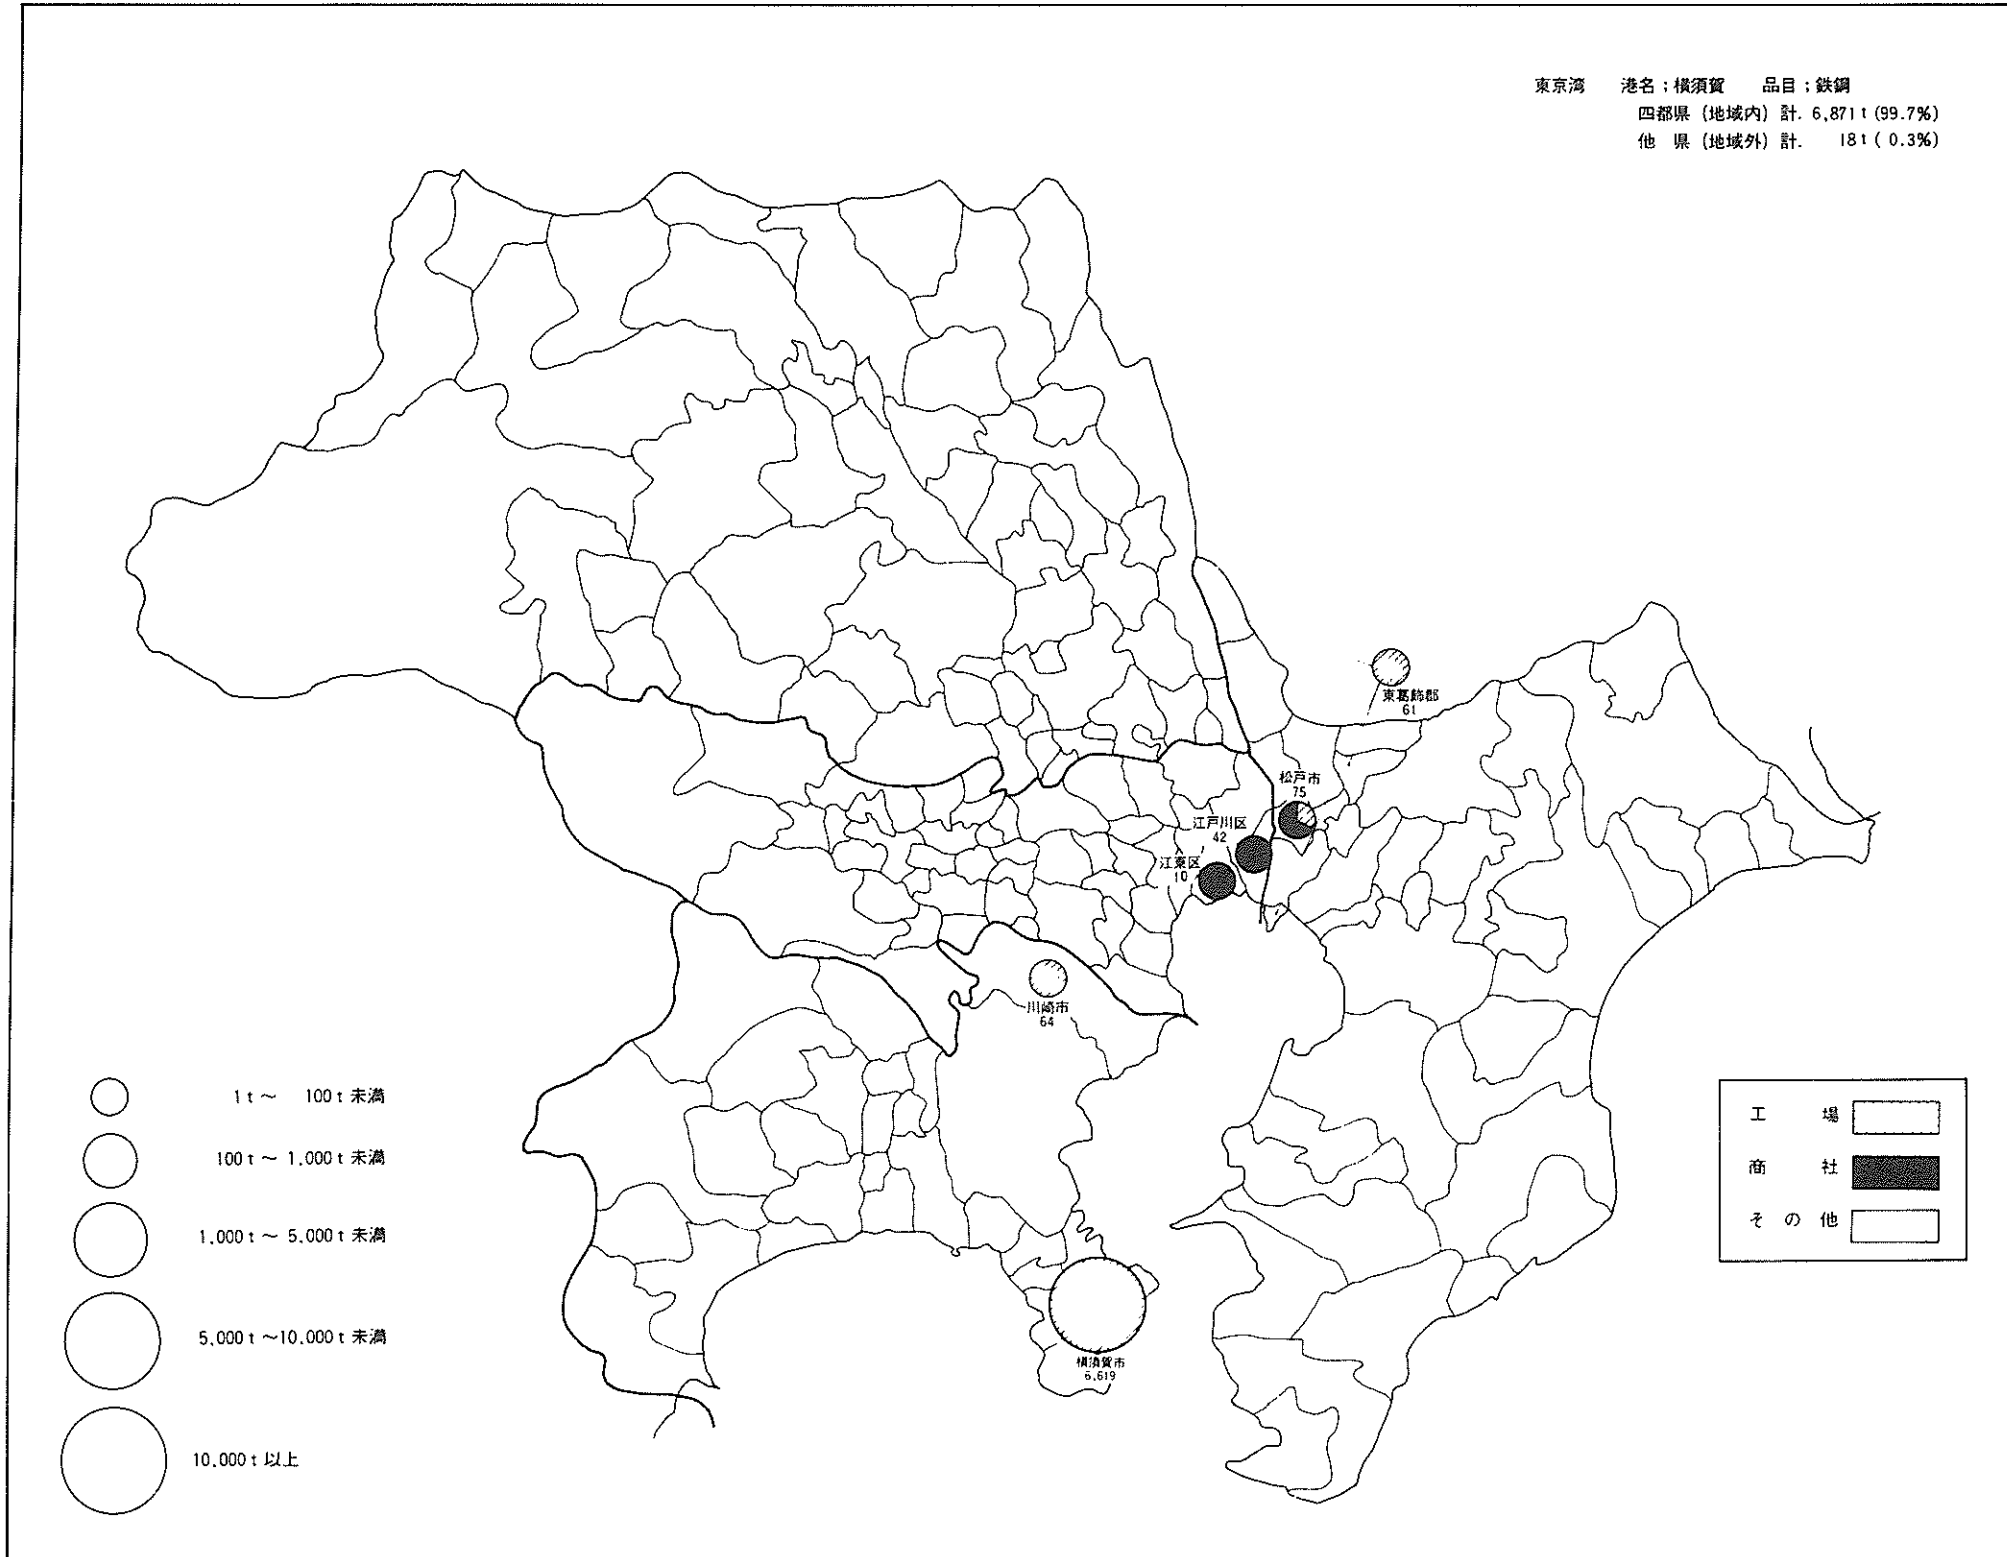 東京湾　港名；横須賀　品目；鉄鋼
四都県（地域内）計. 6,871 t (99.7%)
他　県（地域外）計.　18 t ( 0.3%)
東葛飾郡
61
松戸市
75
江戸川区
42
江東区
10
川崎市
64
横須賀市
6,619
1 t ～　100 t 未満
100 t ～ 1,000 t 未満
1,000 t ～ 5,000 t 未満
5,000 t ～10,000 t 未満
10,000 t 以上
工　場
商　社
その他